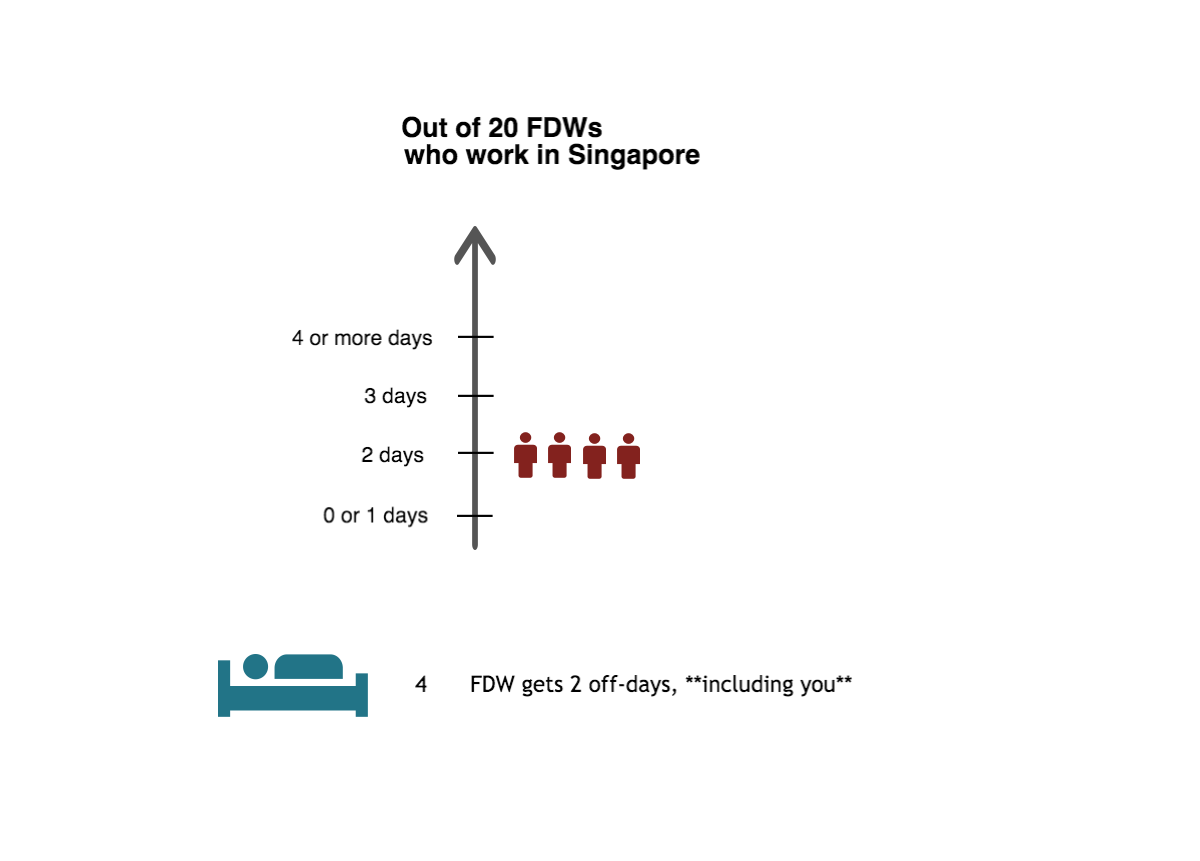 Out of 20 FDWs
who work in Singapore
4 or more days
3 days
2 days
0 or 1 days
4 FDW gets 2 off-days, **including you**